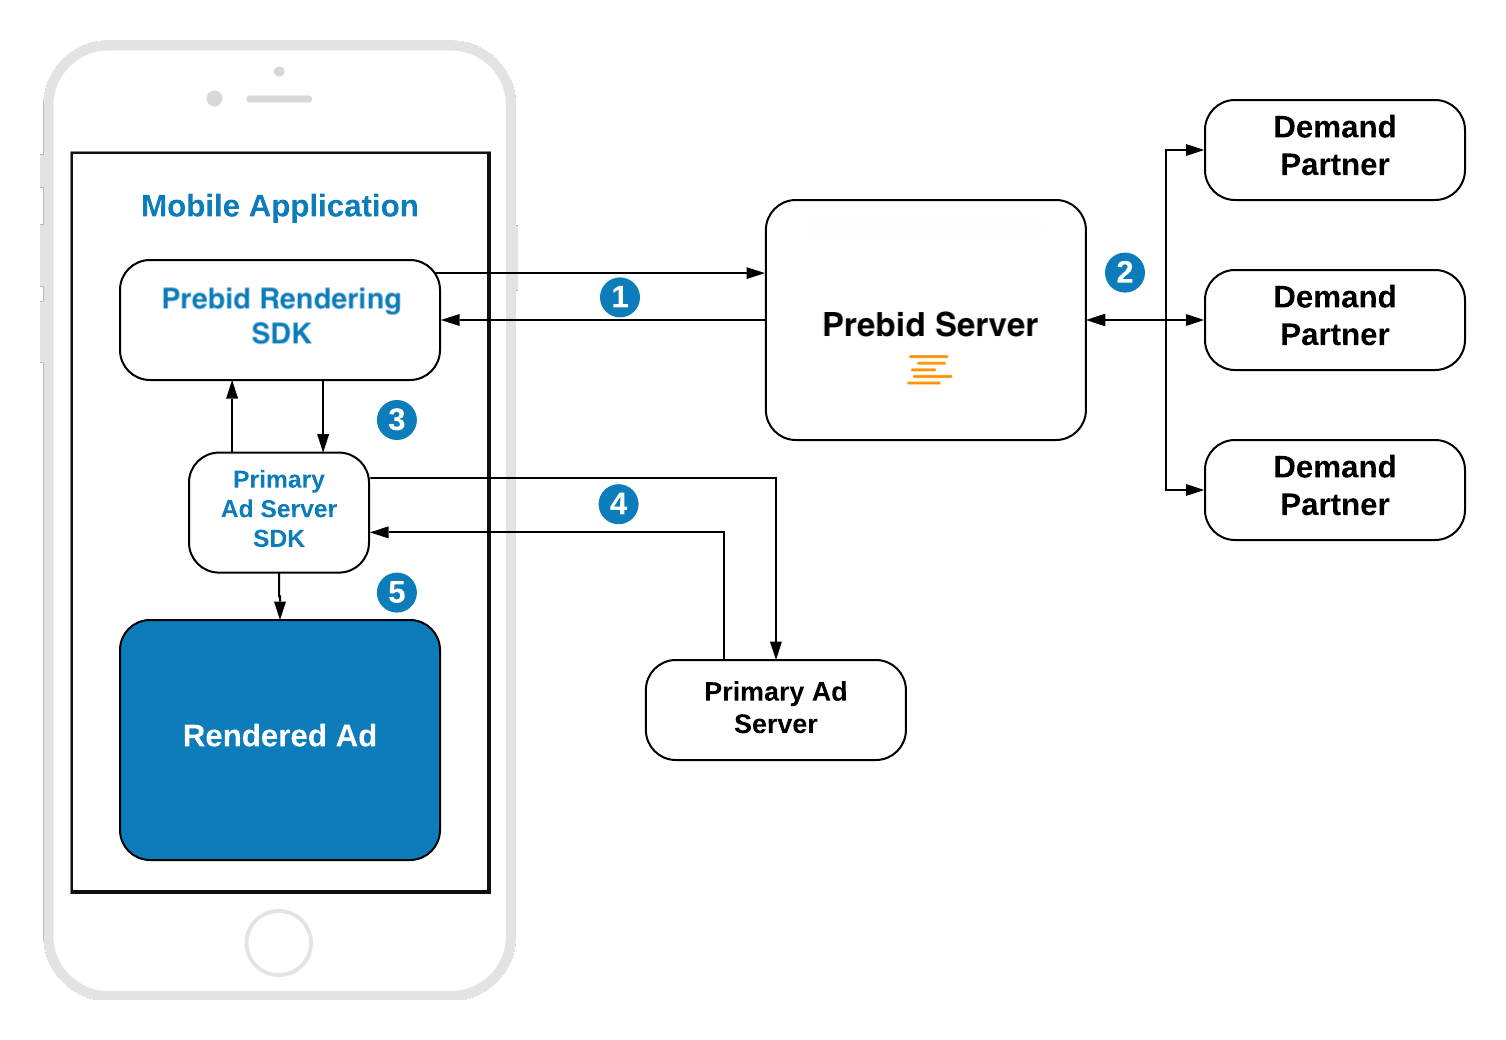 Mobile Application
Prebid Rendering
SDK
1
3
Primary
Ad Server
SDK
4
5
Rendered Ad
Prebid Server
2
Demand
Partner
Demand
Partner
Demand
Partner
Primary Ad
Server